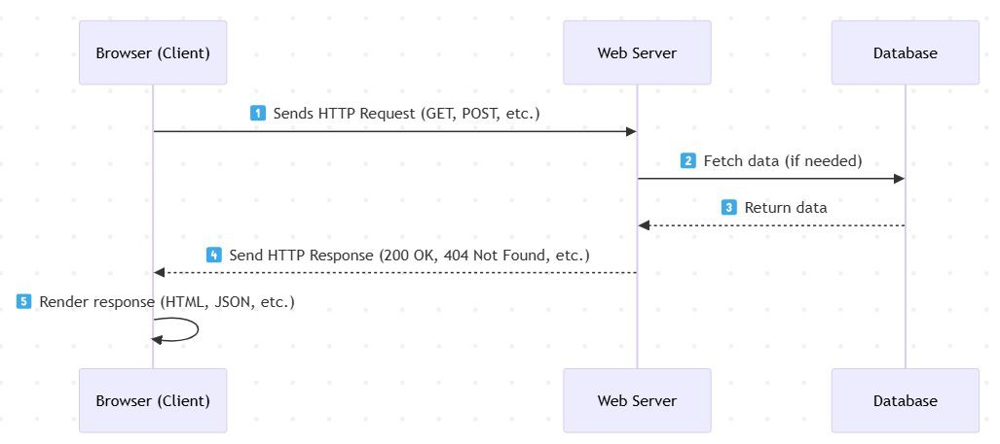 Browser (Client)
Web Server
Database
1 Sends HTTP Request (GET, POST, etc.)
2 Fetch data (if needed)
3 Return data
4 Send HTTP Response (200 OK, 404 Not Found, etc.)
5 Render response (HTML, JSON, etc.)
Browser (Client)
Web Server
Database